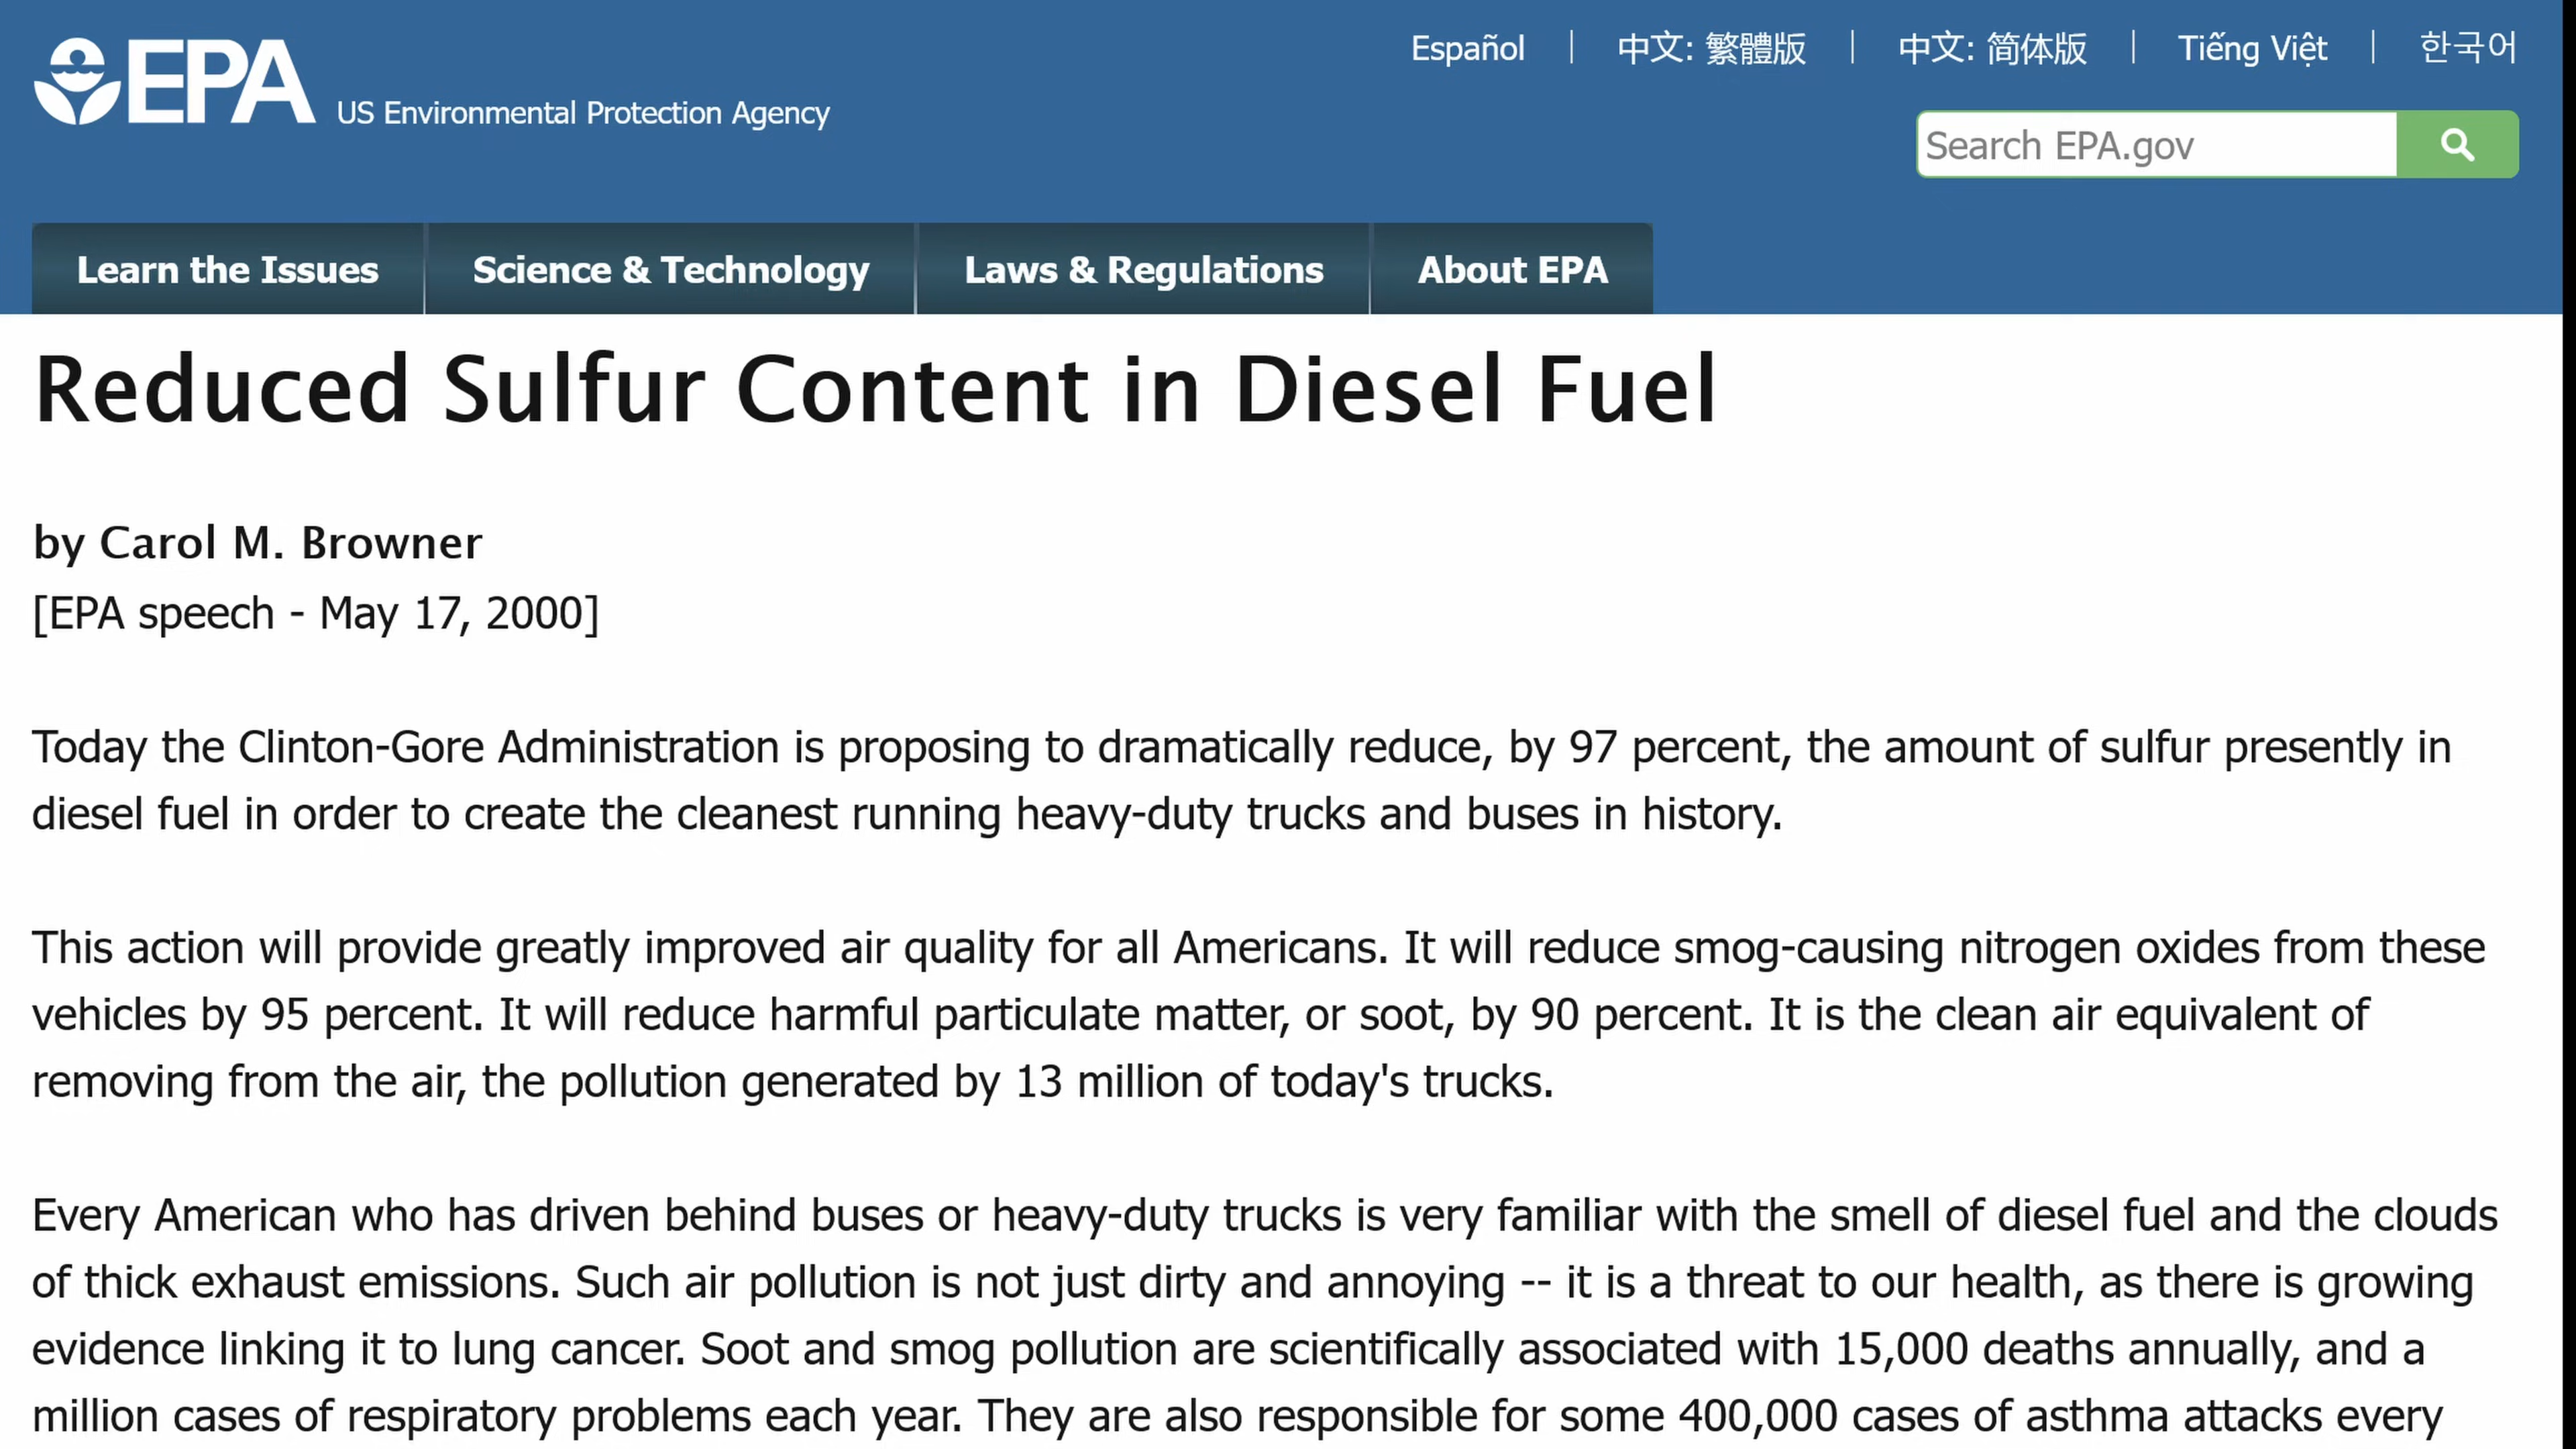 EPA US Environmental Protection Agency
Español | 中文: 繁體版 | 中文: 简体版 | Tiếng Việt | 한국어
Search EPA.gov
Learn the Issues
Science & Technology
Laws & Regulations
About EPA
Reduced Sulfur Content in Diesel Fuel
by Carol M. Browner
[EPA speech - May 17, 2000]
Today the Clinton-Gore Administration is proposing to dramatically reduce, by 97 percent, the amount of sulfur presently in
diesel fuel in order to create the cleanest running heavy-duty trucks and buses in history.
This action will provide greatly improved air quality for all Americans. It will reduce smog-causing nitrogen oxides from these
vehicles by 95 percent. It will reduce harmful particulate matter, or soot, by 90 percent. It is the clean air equivalent of
removing from the air, the pollution generated by 13 million of today's trucks.
Every American who has driven behind buses or heavy-duty trucks is very familiar with the smell of diesel fuel and the clouds
of thick exhaust emissions. Such air pollution is not just dirty and annoying -- it is a threat to our health, as there is growing
evidence linking it to lung cancer. Soot and smog pollution are scientifically associated with 15,000 deaths annually, and a
million cases of respiratory problems each year. They are also responsible for some 400,000 cases of asthma attacks every